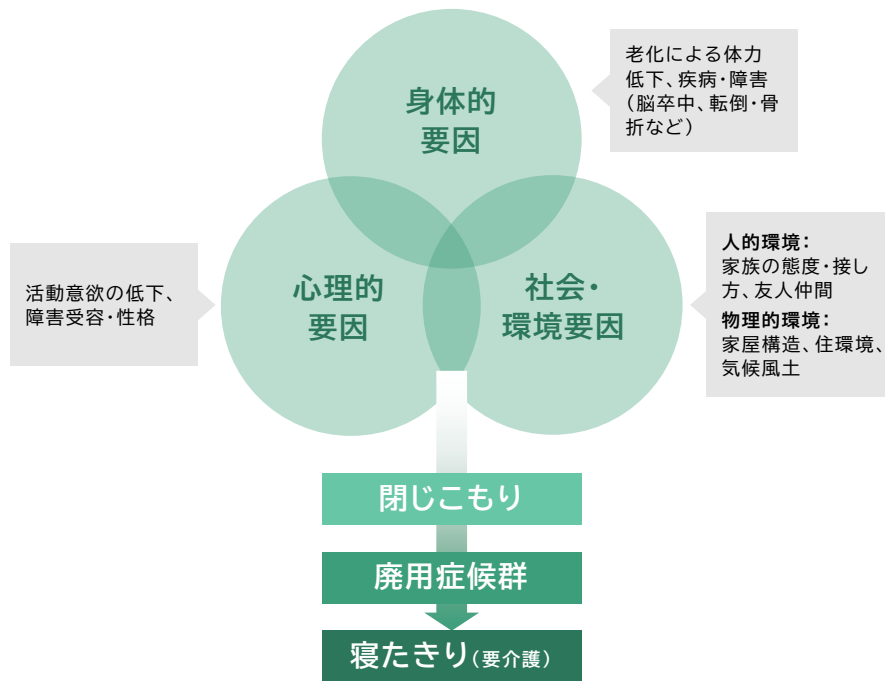 身体的
要因
老化による体力
低下、疾病・障害
（脳卒中、転倒・骨
折など）
心理的
要因
活動意欲の低下、
障害受容・性格
社会・
環境要因
人的環境：
家族の態度・接し
方、友人仲間
物理的環境：
家屋構造、住環境、
気候風土
閉じこもり
廃用症候群
寝たきり（要介護）